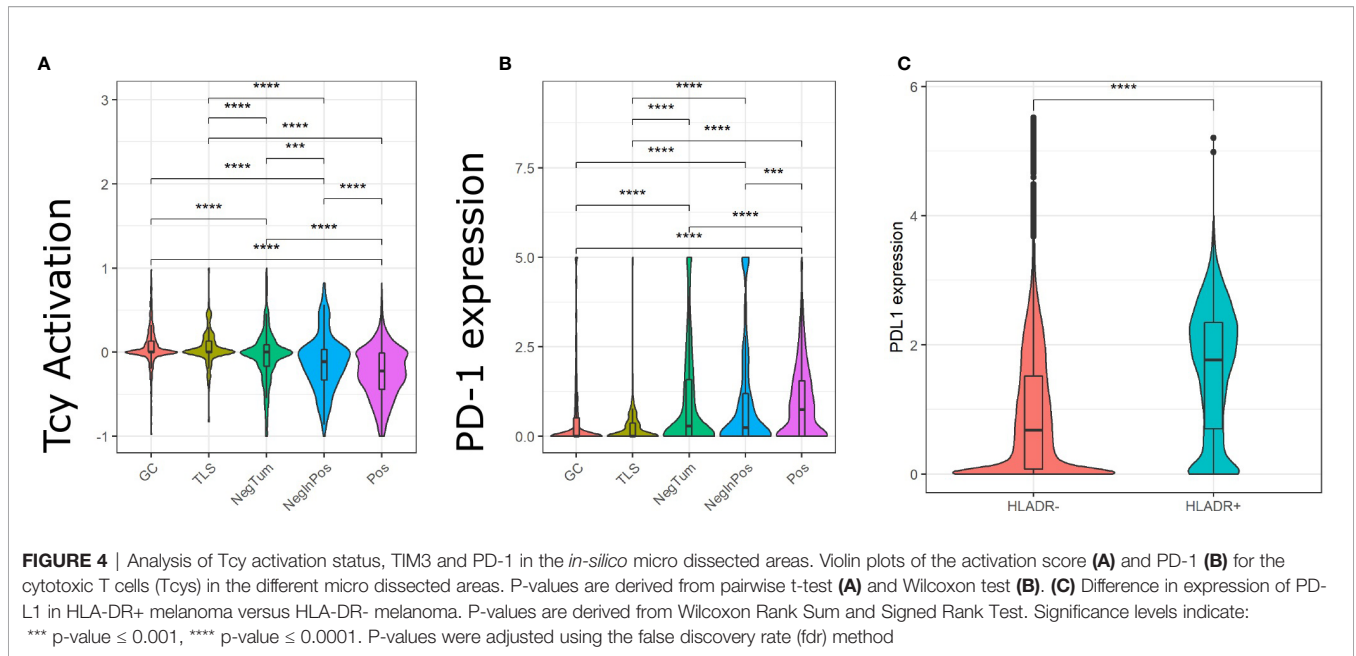 A
Tcy Activation
3
2
1
0
-1
****
****
****
***
****
****
****
****
****
GC
TLS
NegTum
NegInPos
Pos
B
PD-1 expression
7.5
5.0
2.5
0.0
****
****
****
****
***
****
****
****
GC
TLS
NegTum
NegInPos
Pos
C
PDL1 expression
6
4
2
0
****
HLADR-
HLADR+
FIGURE 4 | Analysis of Tcy activation status, TIM3 and PD-1 in the in-silico micro dissected areas. Violin plots of the activation score (A) and PD-1 (B) for the
cytotoxic T cells (Tcys) in the different micro dissected areas. P-values are derived from pairwise t-test (A) and Wilcoxon test (B). (C) Difference in expression of PD-
L1 in HLA-DR+ melanoma versus HLA-DR- melanoma. P-values are derived from Wilcoxon Rank Sum and Signed Rank Test. Significance levels indicate:
*** p-value ≤ 0.001, **** p-value ≤ 0.0001. P-values were adjusted using the false discovery rate (fdr) method